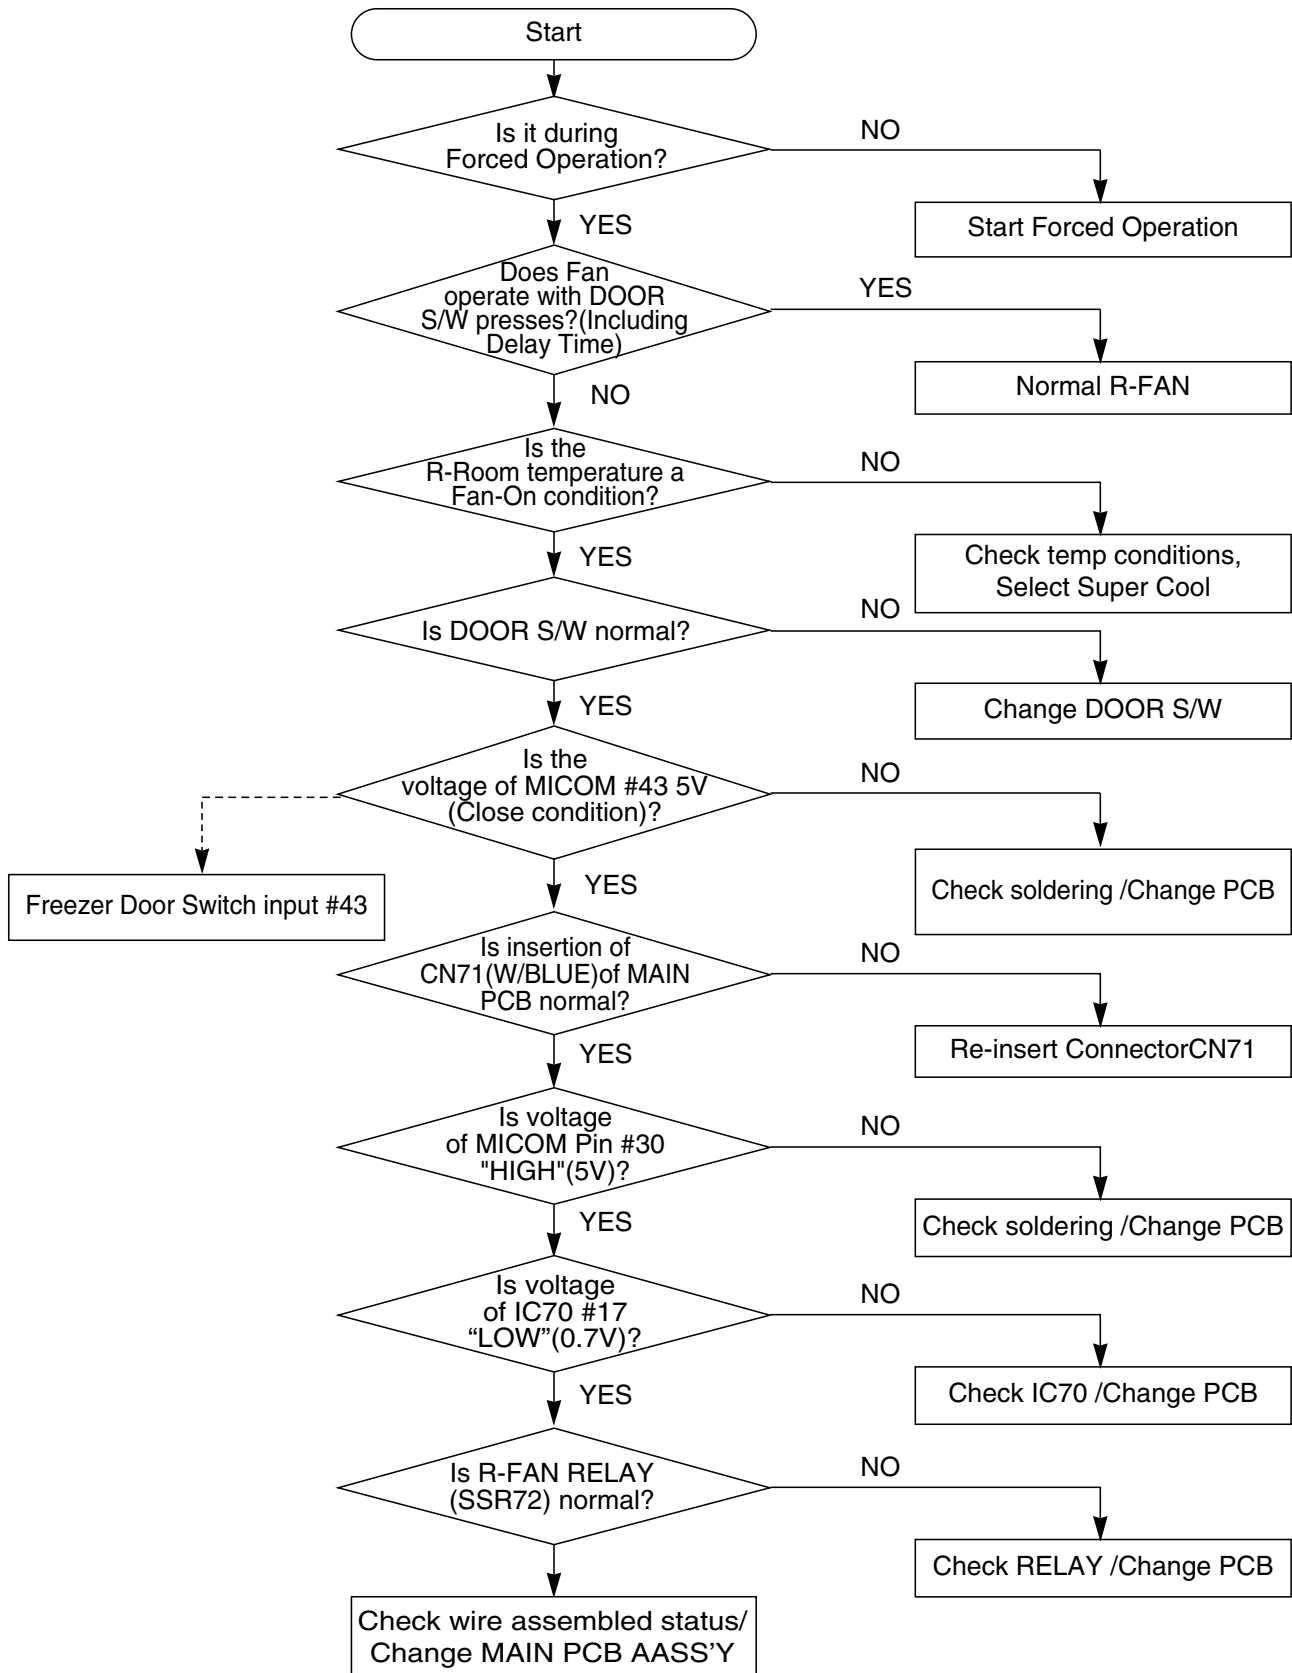 Start
Is it during
Forced Operation?
NO
Start Forced Operation
YES
Does Fan
operate with DOOR
S/W presses?(Including
Delay Time)
YES
Normal R-FAN
NO
Is the
R-Room temperature a
Fan-On condition?
NO
Check temp conditions,
Select Super Cool
YES
Is DOOR S/W normal?
NO
Change DOOR S/W
YES
Is the
voltage of MICOM #43 5V
(Close condition)?
NO
Check soldering /Change PCB
Freezer Door Switch input #43
YES
Is insertion of
CN71(W/BLUE)of MAIN
PCB normal?
NO
Re-insert ConnectorCN71
YES
Is voltage
of MICOM Pin #30
"HIGH"(5V)?
NO
Check soldering /Change PCB
YES
Is voltage
of IC70 #17
“LOW”(0.7V)?
NO
Check IC70 /Change PCB
YES
Is R-FAN RELAY
(SSR72) normal?
NO
Check RELAY /Change PCB
Check wire assembled status/
Change MAIN PCB AASS’Y